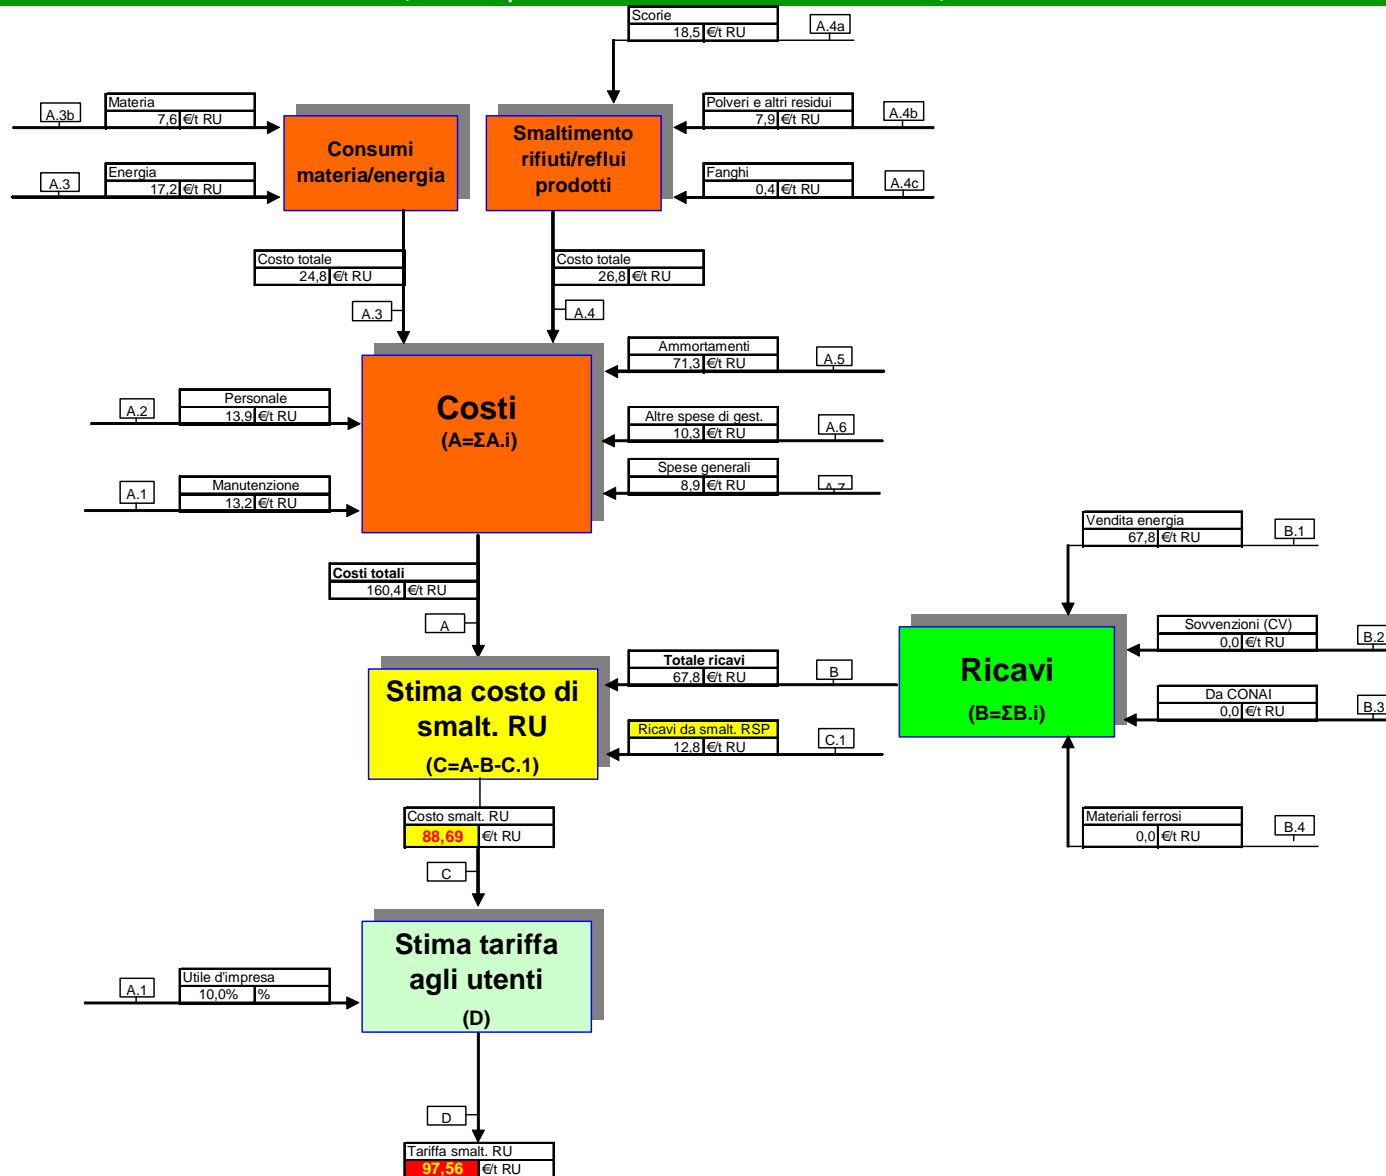 Scorie
18,5 €/t RU
A.4a
Materia
7,6 €/t RU
A.3b
Polveri e altri residui
7,9 €/t RU
A.4b
Consumi
materia/energia
Smaltimento
rifiuti/reflui
prodotti
Energia
17,2 €/t RU
A.3
Fanghi
0,4 €/t RU
A.4c
Costo totale
24,8 €/t RU
Costo totale
26,8 €/t RU
A.3
A.4
Ammortamenti
71,3 €/t RU
A.5
Personale
13,9 €/t RU
A.2
Costi
(A=ΣA.i)
Altre spese di gest.
10,3 €/t RU
A.6
Manutenzione
13,2 €/t RU
A.1
Spese generali
8,9 €/t RU
A.7
Vendita energia
67,8 €/t RU
B.1
Costi totali
160,4 €/t RU
A
Sovvenzioni (CV)
0,0 €/t RU
B.2
Totale ricavi
67,8 €/t RU
B
Ricavi
(B=ΣB.i)
Da CONAI
0,0 €/t RU
B.3
Stima costo di
smalt. RU
(C=A-B-C.1)
Ricavi da smalt. RSP
12,8 €/t RU
C.1
Costo smalt. RU
88,69 €/t RU
Materiali ferrosi
0,0 €/t RU
B.4
C
Stima tariffa
agli utenti
(D)
Utile d'impresa
10,0% %
A.1
D
Tariffa smalt. RU
97,56 €/t RU